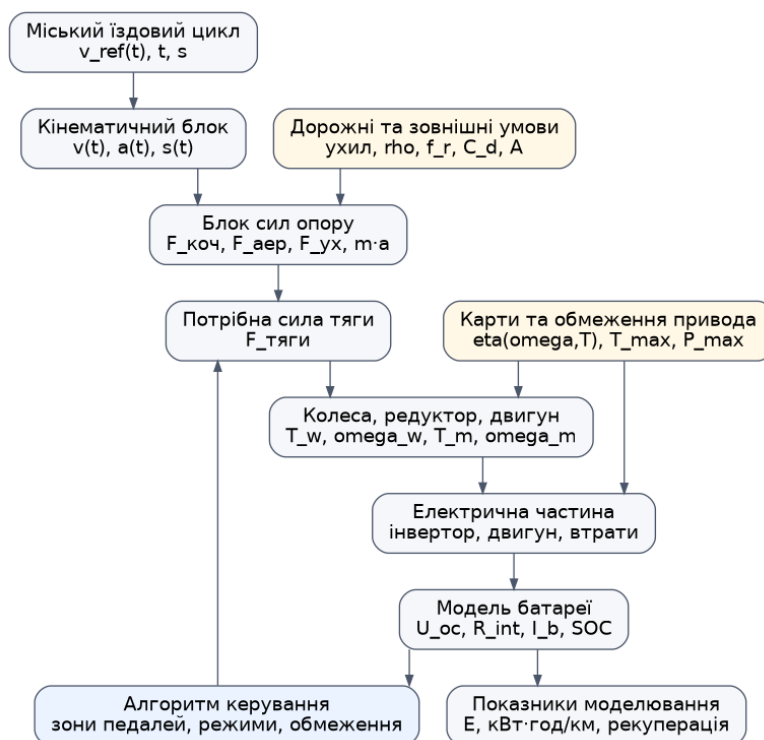 Міський їздовий цикл
v_ref(t), t, s
Кінематичний блок
v(t), a(t), s(t)
Дорожні та зовнішні умови
ухил, rho, f_r, C_d, A
Блок сил опору
F_коч, F_аер, F_ух, m·a
Потрібна сила тяги
F_тяги
Карти та обмеження привода
eta(omega,T), T_max, P_max
Колеса, редуктор, двигун
T_w, omega_w, T_m, omega_m
Електрична частина
інвертор, двигун, втрати
Модель батареї
U_oc, R_int, I_b, SOC
Алгоритм керування
зони педалей, режими, обмеження
Показники моделювання
E, кВт·год/км, рекуперація